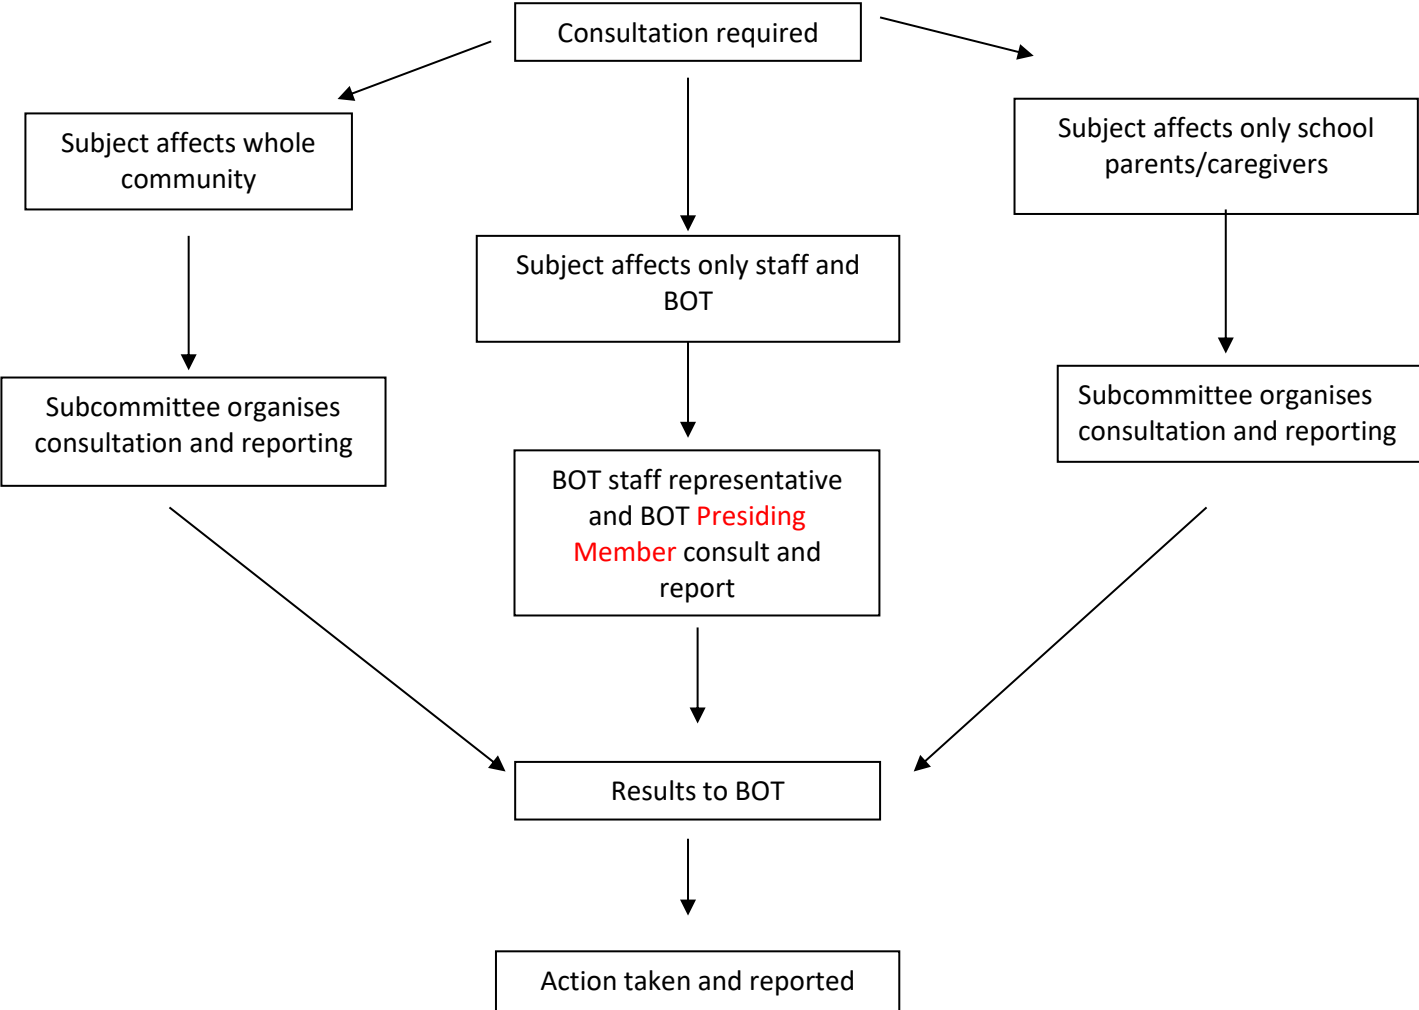 Consultation required
Subject affects whole
community
Subject affects only school
parents/caregivers
Subject affects only staff and
BOT
Subcommittee organises
consultation and reporting
Subcommittee organises
consultation and reporting
BOT staff representative
and BOT Presiding
Member consult and
report
Results to BOT
Action taken and reported